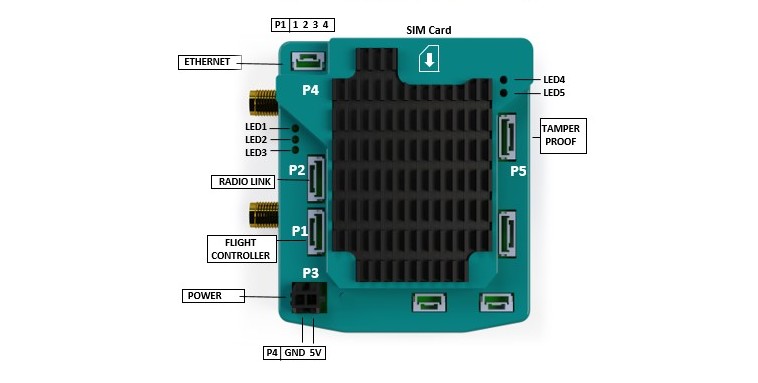 P1 1 2 3 4
SIM Card
ETHERNET
P4
LED4
LED5
LED1
LED2
LED3
TAMPER
PROOF
P2
P5
RADIO LINK
P1
FLIGHT
CONTROLLER
P3
POWER
P4 GND 5V